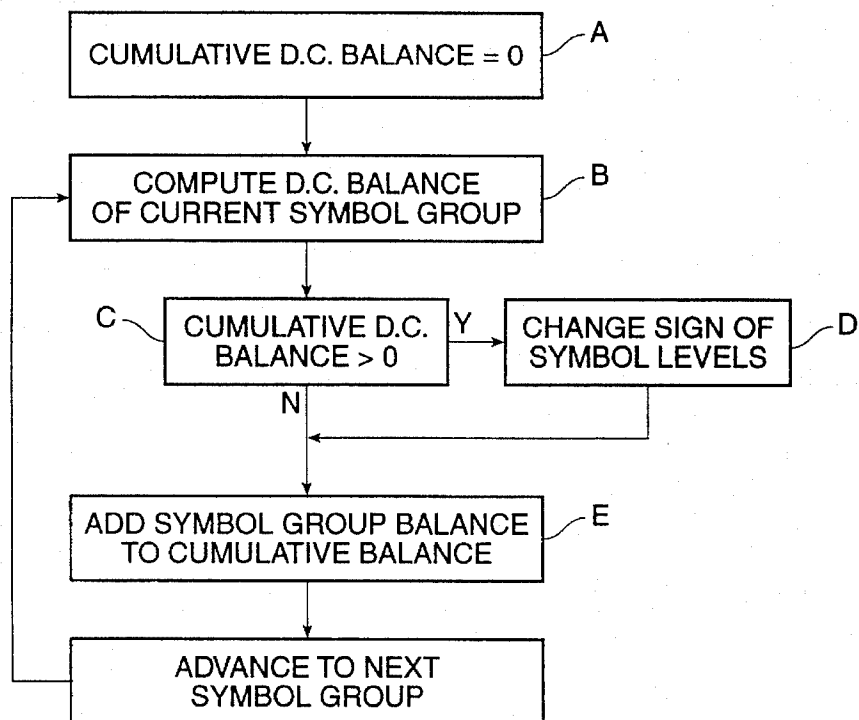 CUMULATIVE D.C. BALANCE = 0
A
COMPUTE D.C. BALANCE
OF CURRENT SYMBOL GROUP
B
C
CUMULATIVE D.C.
BALANCE > 0
Y
CHANGE SIGN OF
SYMBOL LEVELS
D
N
ADD SYMBOL GROUP BALANCE
TO CUMULATIVE BALANCE
E
ADVANCE TO NEXT
SYMBOL GROUP